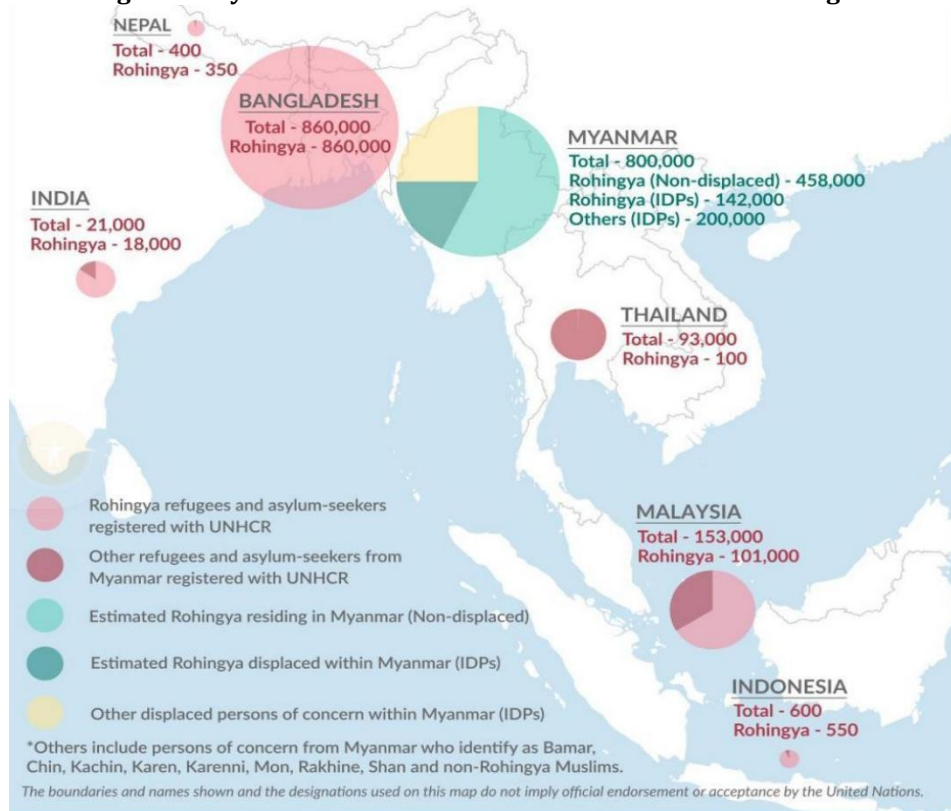 NEPAL
Total - 400
Rohingya - 350
BANGLADESH
Total - 860,000
Rohingya - 860,000
MYANMAR
Total - 800,000
Rohingya (Non-displaced) - 458,000
Rohingya (IDPs) - 142,000
Others (IDPs) - 200,000
INDIA
Total - 21,000
Rohingya - 18,000
THAILAND
Total - 93,000
Rohingya - 100
MALAYSIA
Total - 153,000
Rohingya - 101,000
INDONESIA
Total - 600
Rohingya - 550
Rohingya refugees and asylum-seekers
registered with UNHCR
Other refugees and asylum-seekers from
Myanmar registered with UNHCR
Estimated Rohingya residing in Myanmar (Non-displaced)
Estimated Rohingya displaced within Myanmar (IDPs)
Other displaced persons of concern within Myanmar (IDPs)
*Others include persons of concern from Myanmar who identify as Bamar,
Chin, Kachin, Karen, Karenni, Mon, Rakhine, Shan and non-Rohingya Muslims.
The boundaries and names shown and the designations used on this map do not imply official endorsement or acceptance by the United Nations.